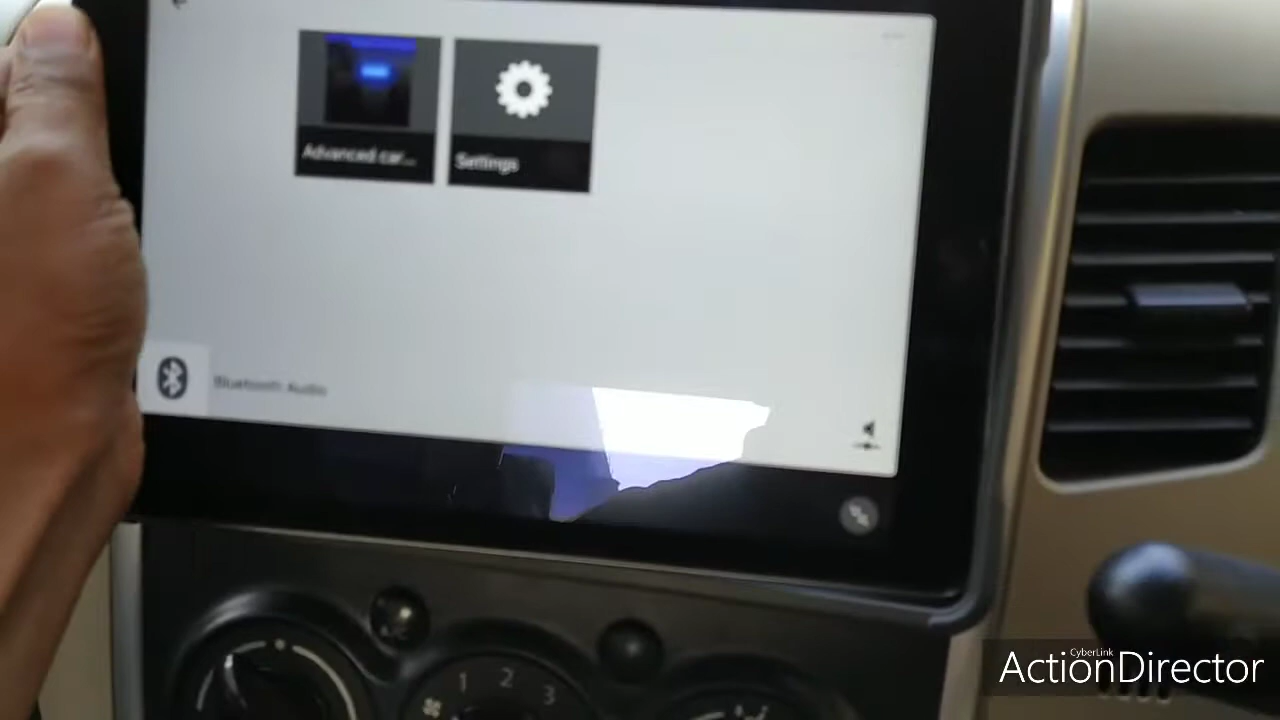 Advanced car...
Settings
Bluetooth Audio
1 2 3
CyberLink
ActionDirector